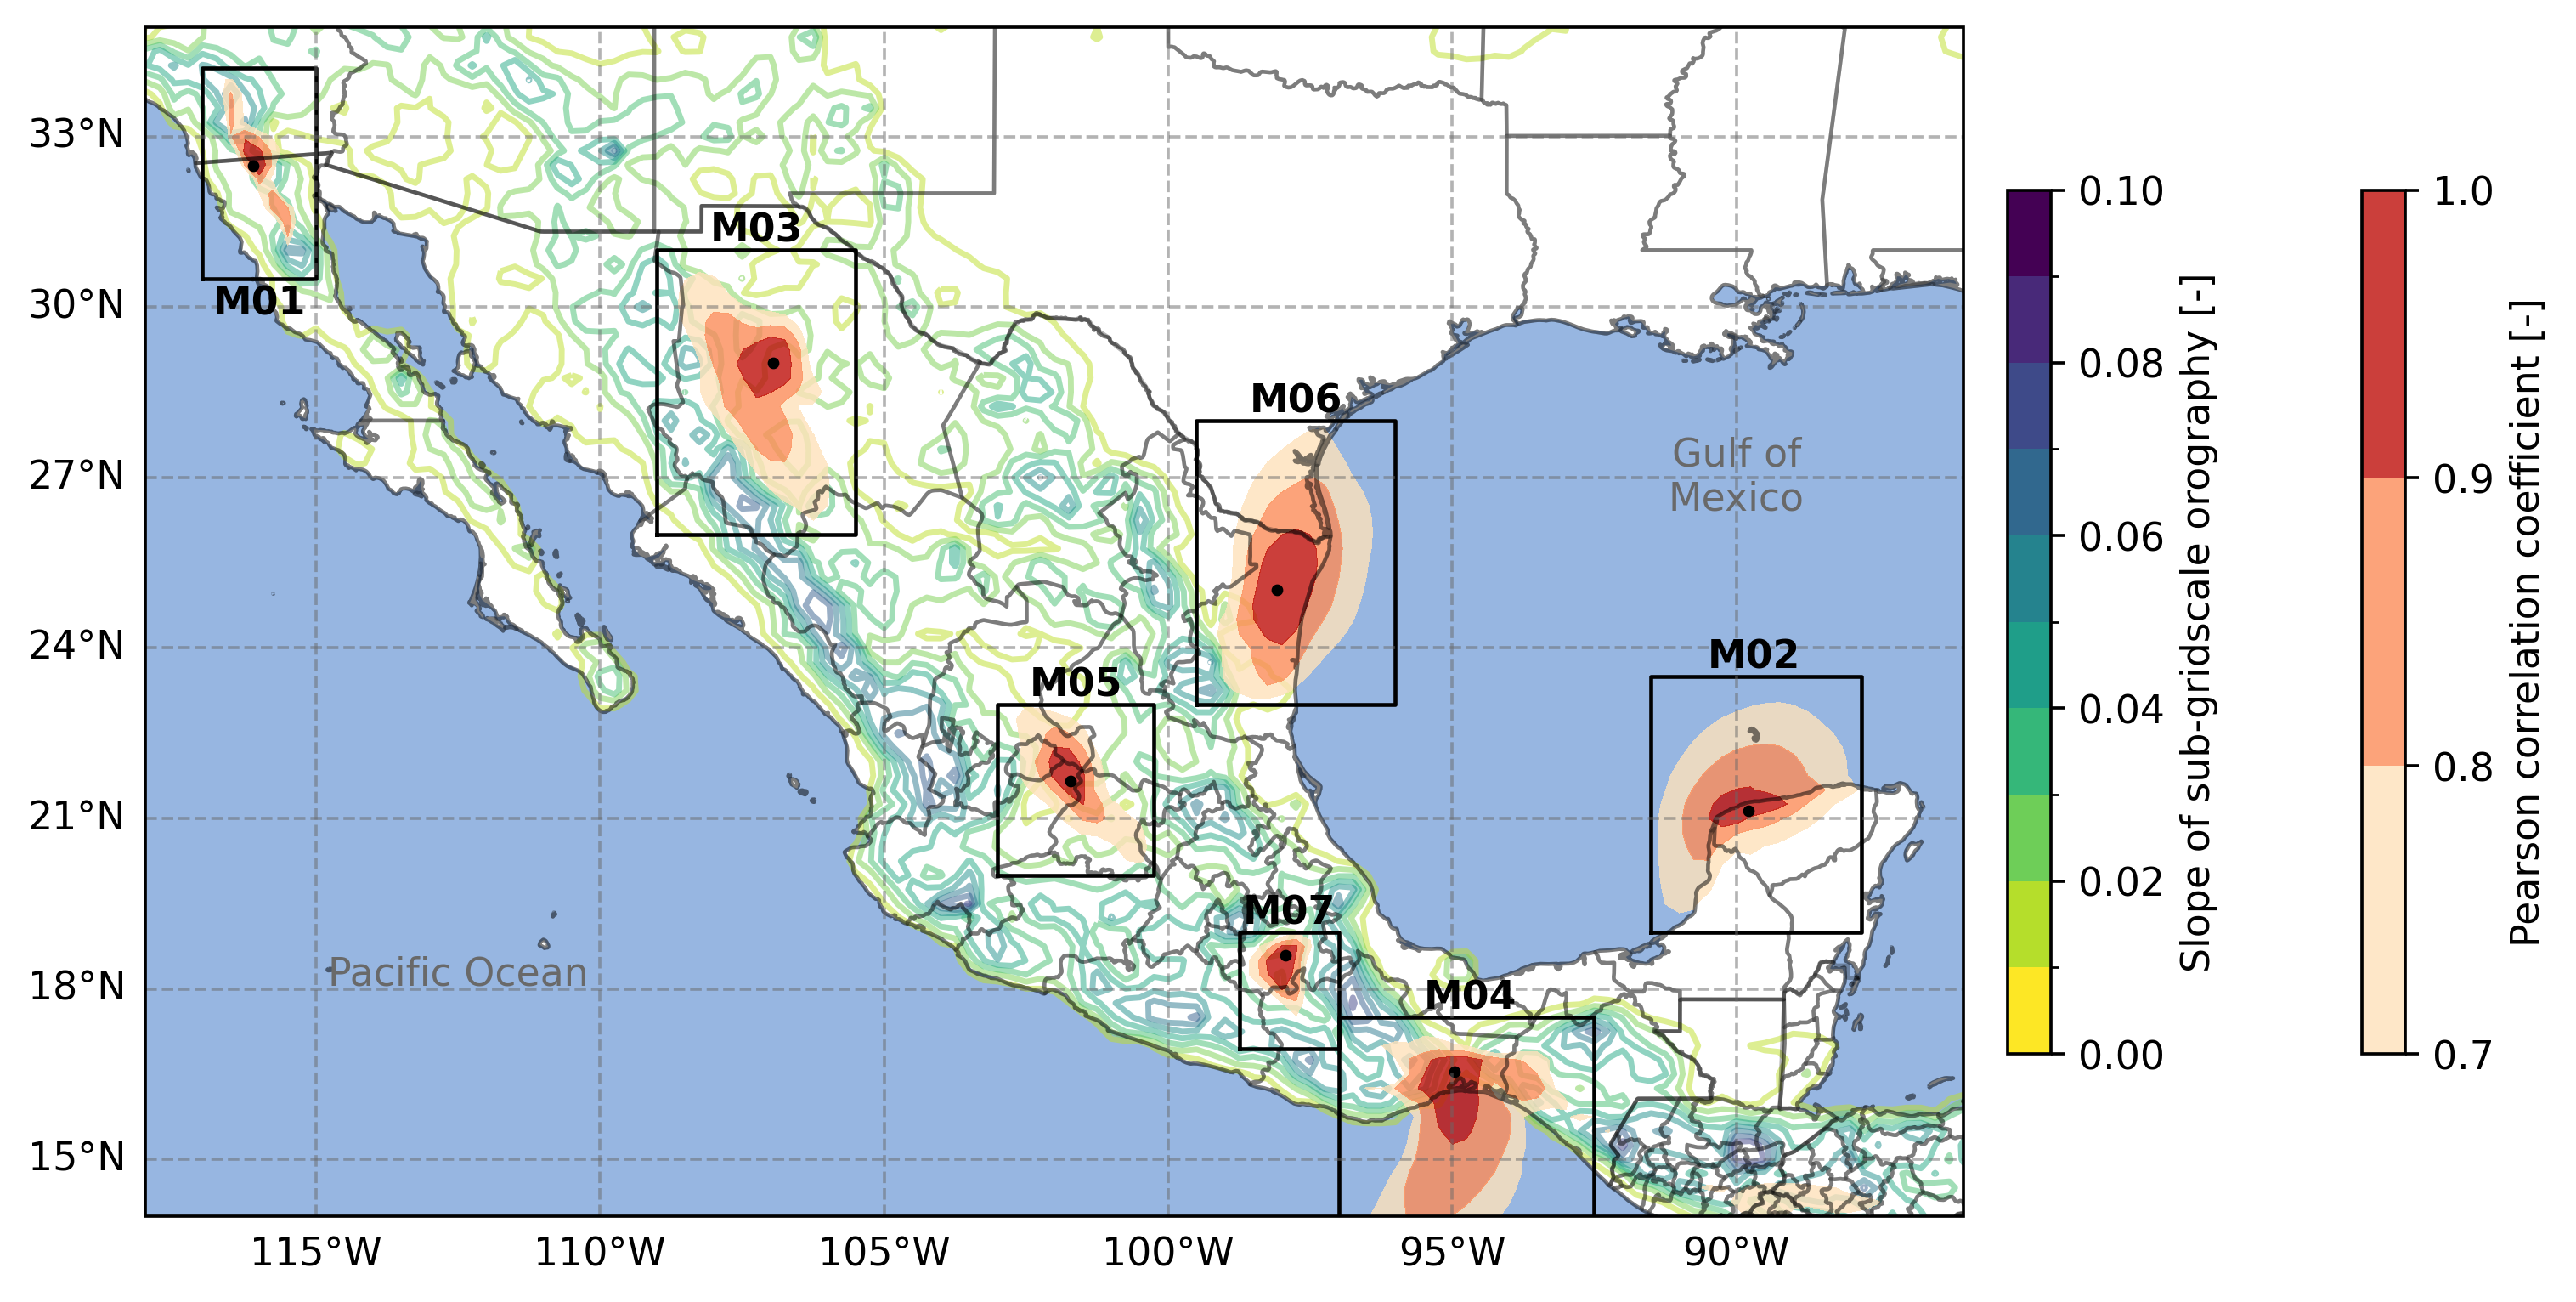 33°N
30°N
27°N
24°N
21°N
18°N
15°N
115°W
110°W
105°W
100°W
95°W
90°W
M01
M03
M06
M02
M05
M07
M04
Gulf of
Mexico
Pacific Ocean
0.10
0.08
0.06
0.04
0.02
0.00
Slope of sub-gridscale orography [-]
1.0
0.9
0.8
0.7
Pearson correlation coefficient [-]